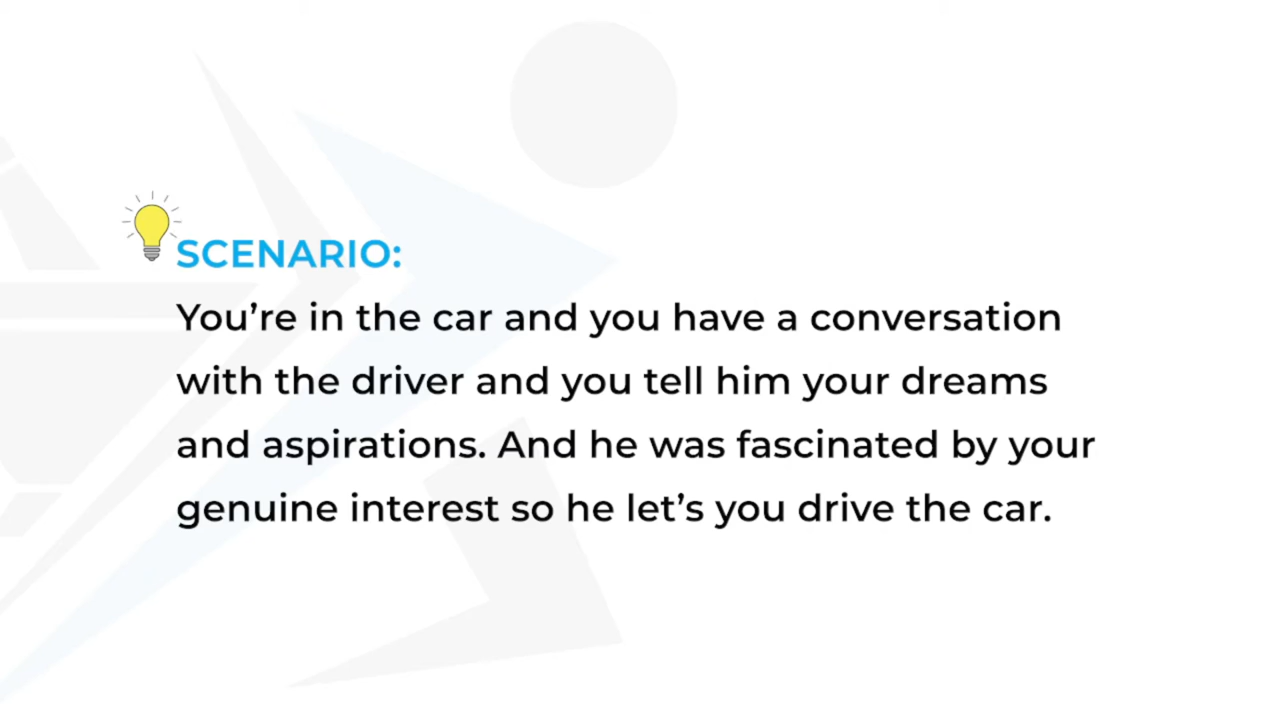 SCENARIO:
You’re in the car and you have a conversation
with the driver and you tell him your dreams
and aspirations. And he was fascinated by your
genuine interest so he let’s you drive the car.